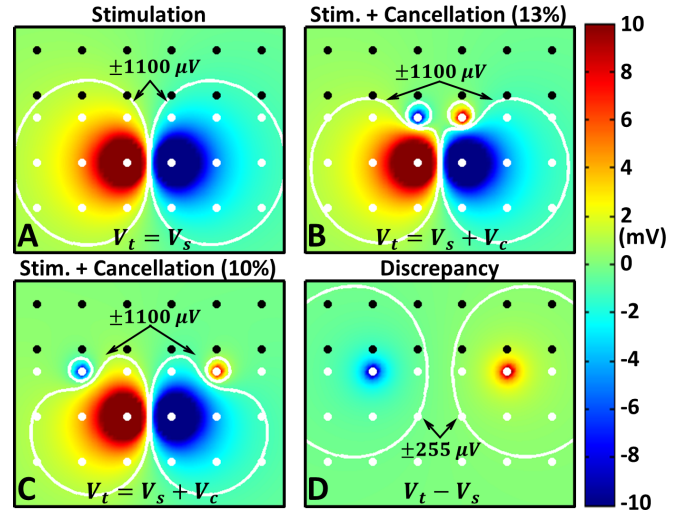 Stimulation
Stim. + Cancellation (13%)
±1100 μV
±1100 μV
A
V_t = V_s
B
V_t = V_s + V_c
Stim. + Cancellation (10%)
Discrepancy
±1100 μV
±255 μV
C
V_t = V_s + V_c
D
V_t − V_s
10
8
6
4
2
(mV)
0
-2
-4
-6
-8
-10